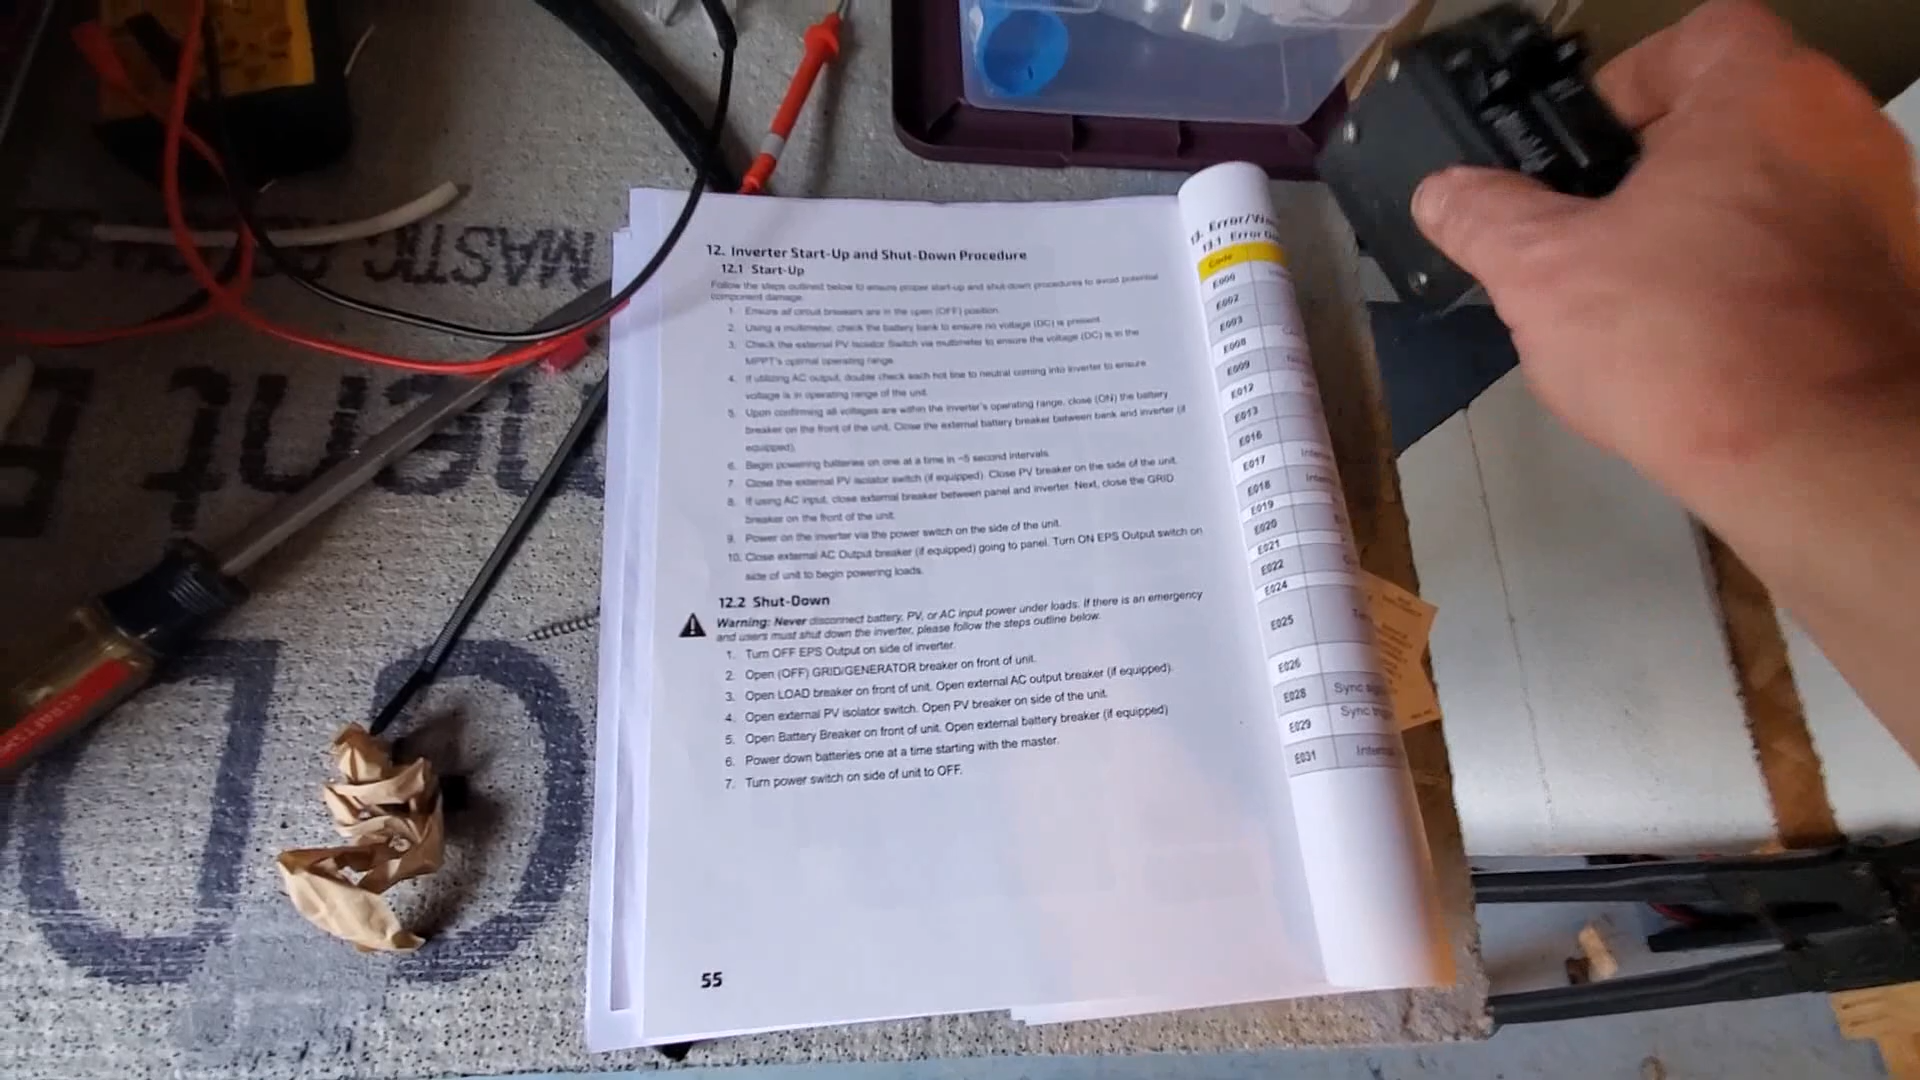 12. Inverter Start-Up and Shut-Down Procedure
12.1 Start-Up
Follow the steps outlined below to ensure proper start-up and shut-down procedures to avoid potential
component damage.
1. Ensure all circuit breakers are in the open (OFF) position.
2. Using a multimeter, check the battery bank to ensure no voltage (DC) is present.
3. Check the external PV Isolator Switch via multimeter to ensure the voltage (DC) is in the
MPPT's optimal operating range.
4. If utilizing AC output, double check each hot line to neutral coming into inverter to ensure
voltage is in operating range of the unit.
5. Upon confirming all voltages are within the inverter's operating range, close (ON) the battery
breaker on the front of the unit. Close the external battery breaker between bank and inverter (if
equipped).
6. Begin powering batteries on one at a time in ~5 second intervals.
7. Close the external PV isolator switch (if equipped). Close PV breaker on the side of the unit.
8. If using AC input, close external breaker between panel and inverter. Next, close the GRID
breaker on the front of the unit.
9. Power on the inverter via the power switch on the side of the unit.
10. Close external AC Output breaker (if equipped) going to panel. Turn ON EPS Output switch on
side of unit to begin powering loads.
12.2 Shut-Down
Warning: Never disconnect battery, PV, or AC input power under loads. If there is an emergency
and users must shut down the inverter, please follow the steps outline below.
1. Turn OFF EPS Output on side of inverter.
2. Open (OFF) GRID/GENERATOR breaker on front of unit.
3. Open LOAD breaker on front of unit. Open external AC output breaker (if equipped).
4. Open external PV isolator switch. Open PV breaker on side of the unit.
5. Open Battery Breaker on front of unit. Open external battery breaker (if equipped)
6. Power down batteries one at a time starting with the master.
7. Turn power switch on side of unit to OFF.
55
13. Error/
13.1 Error
Code
E000
E002
E003
E008
E009
E012
E013
E016
E017
E018
E019
E020
E021
E022
E024
E025
E026
E028 Sync
E029 Sync
E031
MASTIC